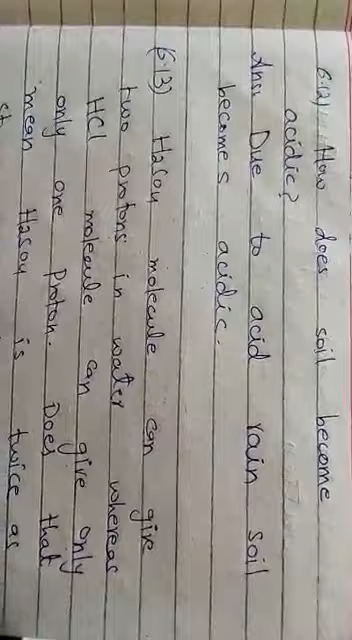 6.12) How does soil become
acidic?
Ans: Due to acid rain soil
becomes acidic.
(6.13) H2SO4 molecule can give
two protons in water whereas
HCl molecule can give only
only one proton. Does that
mean H2SO4 is twice as
st